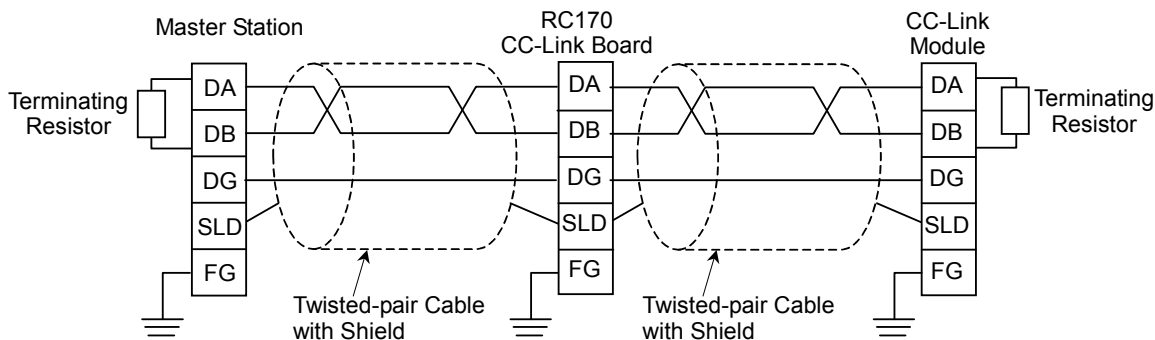 Master Station
RC170
CC-Link Board
CC-Link
Module
Terminating
Resistor
DA
DB
DG
SLD
FG
DA
DB
DG
SLD
FG
DA
DB
DG
SLD
FG
Terminating
Resistor
Twisted-pair Cable
with Shield
Twisted-pair Cable
with Shield